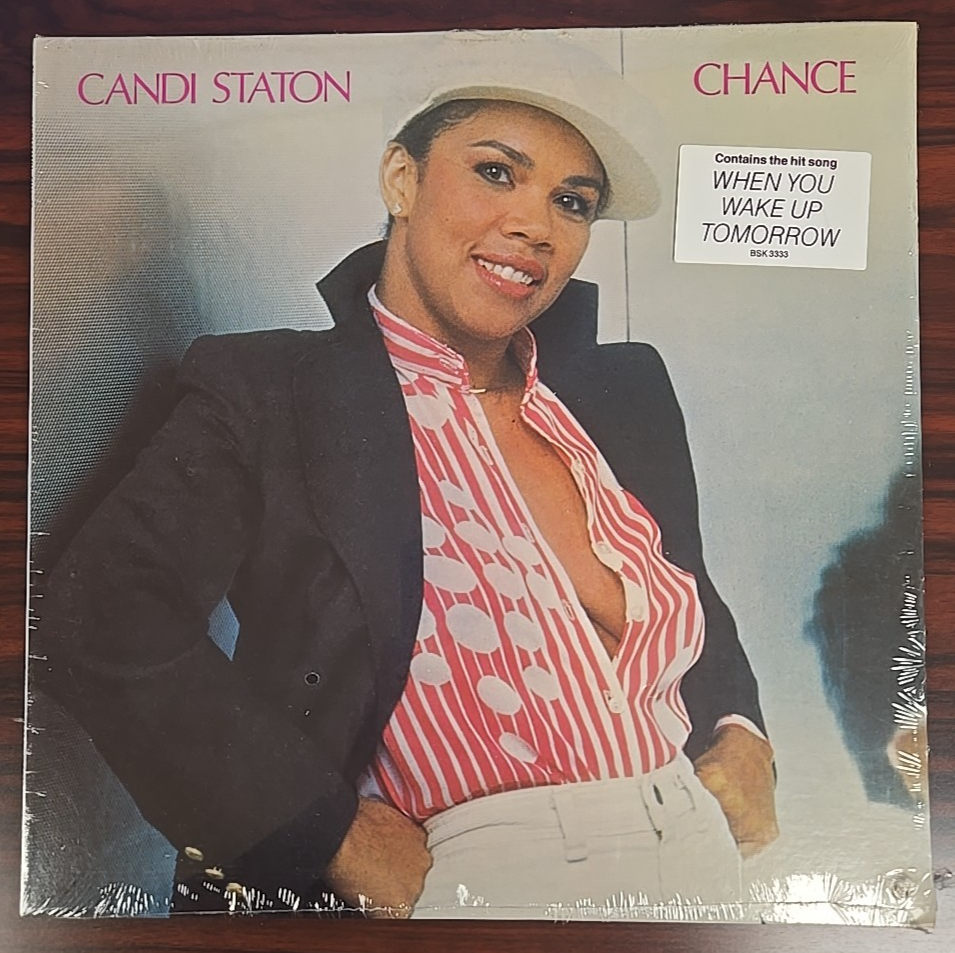 CANDI STATON
CHANCE
Contains the hit song
WHEN YOU
WAKE UP
TOMORROW
BSK 3333